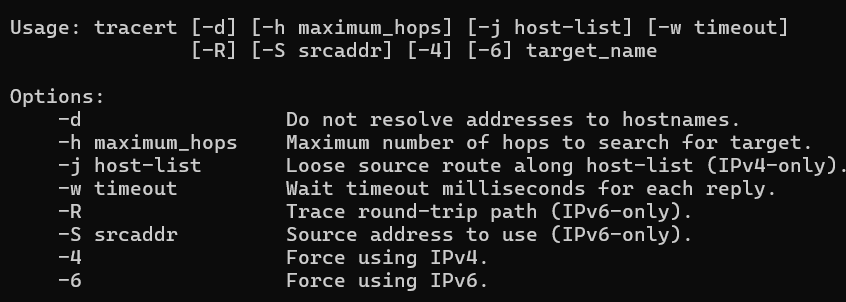 Usage: tracert [-d] [-h maximum_hops] [-j host-list] [-w timeout]
               [-R] [-S srcaddr] [-4] [-6] target_name

Options:
    -d                 Do not resolve addresses to hostnames.
    -h maximum_hops    Maximum number of hops to search for target.
    -j host-list       Loose source route along host-list (IPv4-only).
    -w timeout         Wait timeout milliseconds for each reply.
    -R                 Trace round-trip path (IPv6-only).
    -S srcaddr         Source address to use (IPv6-only).
    -4                 Force using IPv4.
    -6                 Force using IPv6.